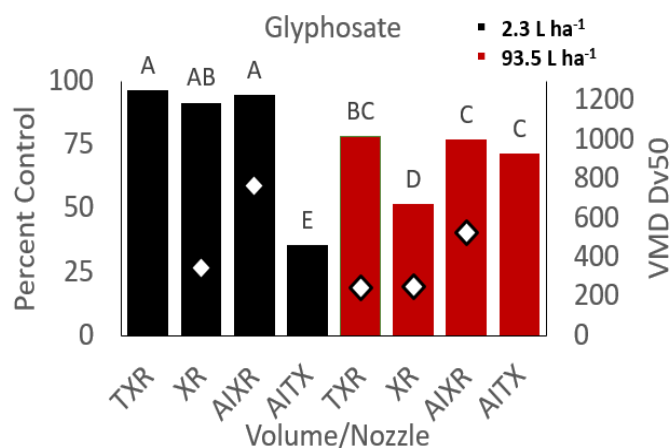 Glyphosate
2.3 L ha⁻¹
93.5 L ha⁻¹
Percent Control
100
75
50
25
0
A
AB
A
E
BC
D
C
C
1200
1000
800
600
400
200
0
VMD Dv50
TXR
XR
AIXR
AITX
TXR
XR
AIXR
AITX
Volume/Nozzle